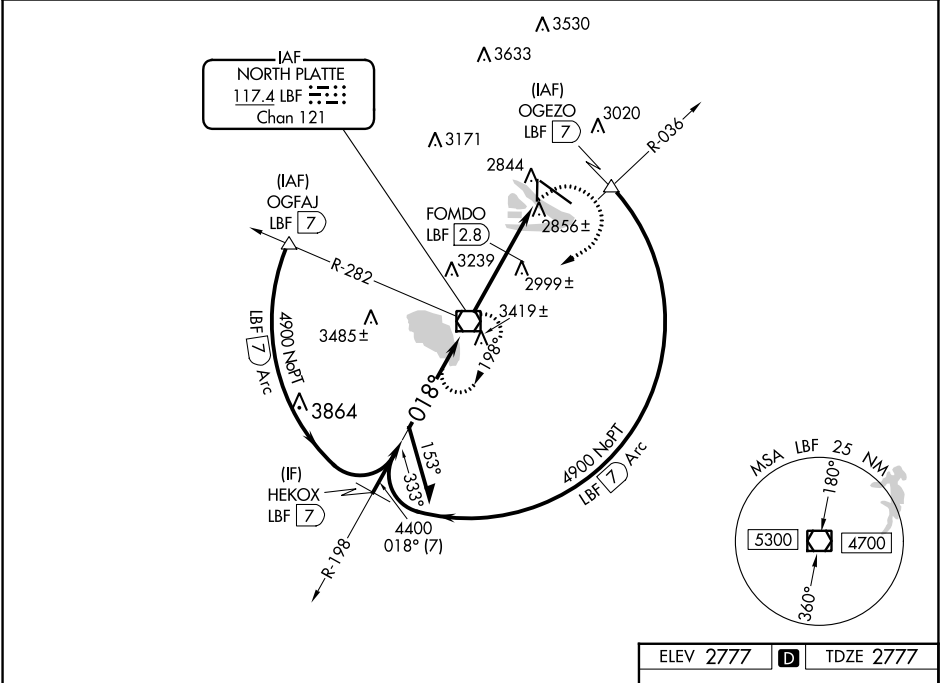 3530
3633
IAF
NORTH PLATTE
117.4 LBF
Chan 121
(IAF)
OGEZO
LBF 7
3020
R-036
3171
2844
(IAF)
OGFAJ
LBF 7
FOMDO
LBF 2.8
2856±
R-282
3239
2999±
3419±
3485±
4900 NoPT
LBF 7 Arc
198°
3864
018°
153°
333°
4900 NoPT
LBF 7 Arc
(IF)
HEKOX
LBF 7
4400
018° (7)
R-198
MSA LBF 25 NM
180°
5300
4700
360°
ELEV 2777 D TDZE 2777